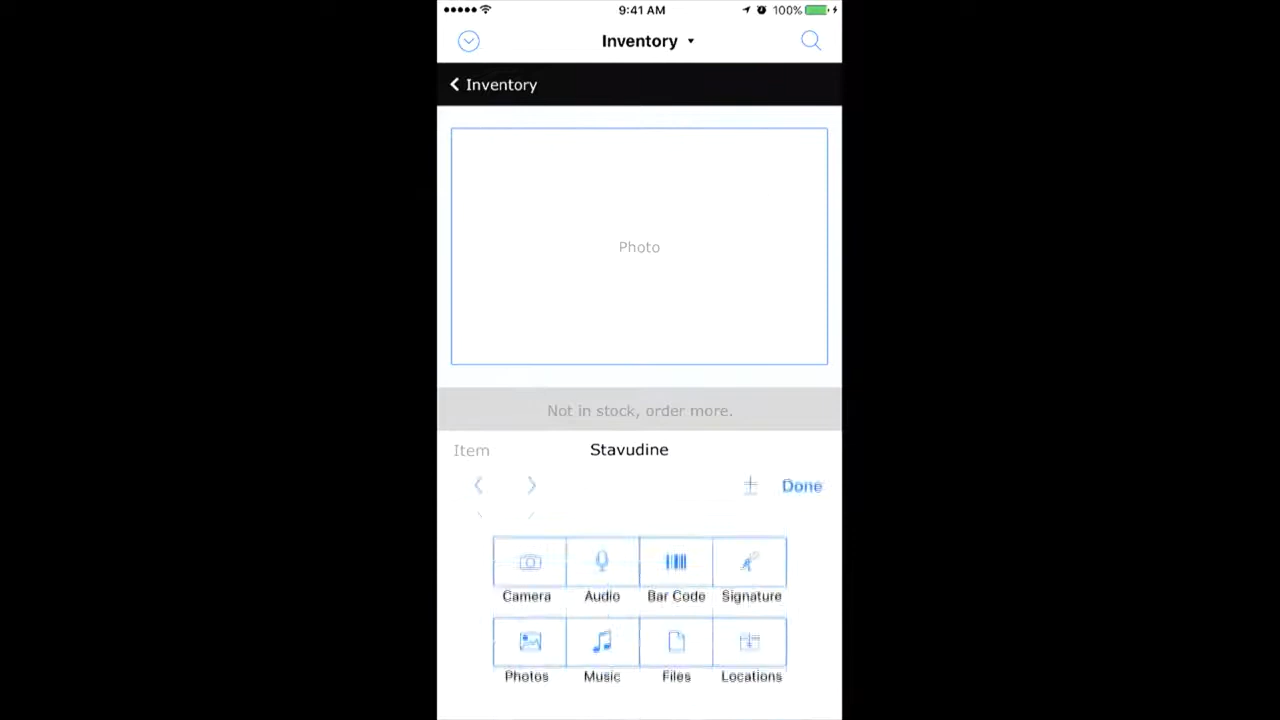 9:41 AM 100%
Inventory
Inventory
Photo
Not in stock, order more.
Item Stavudine
Done
Camera Audio Bar Code Signature
Photos Music Files Locations